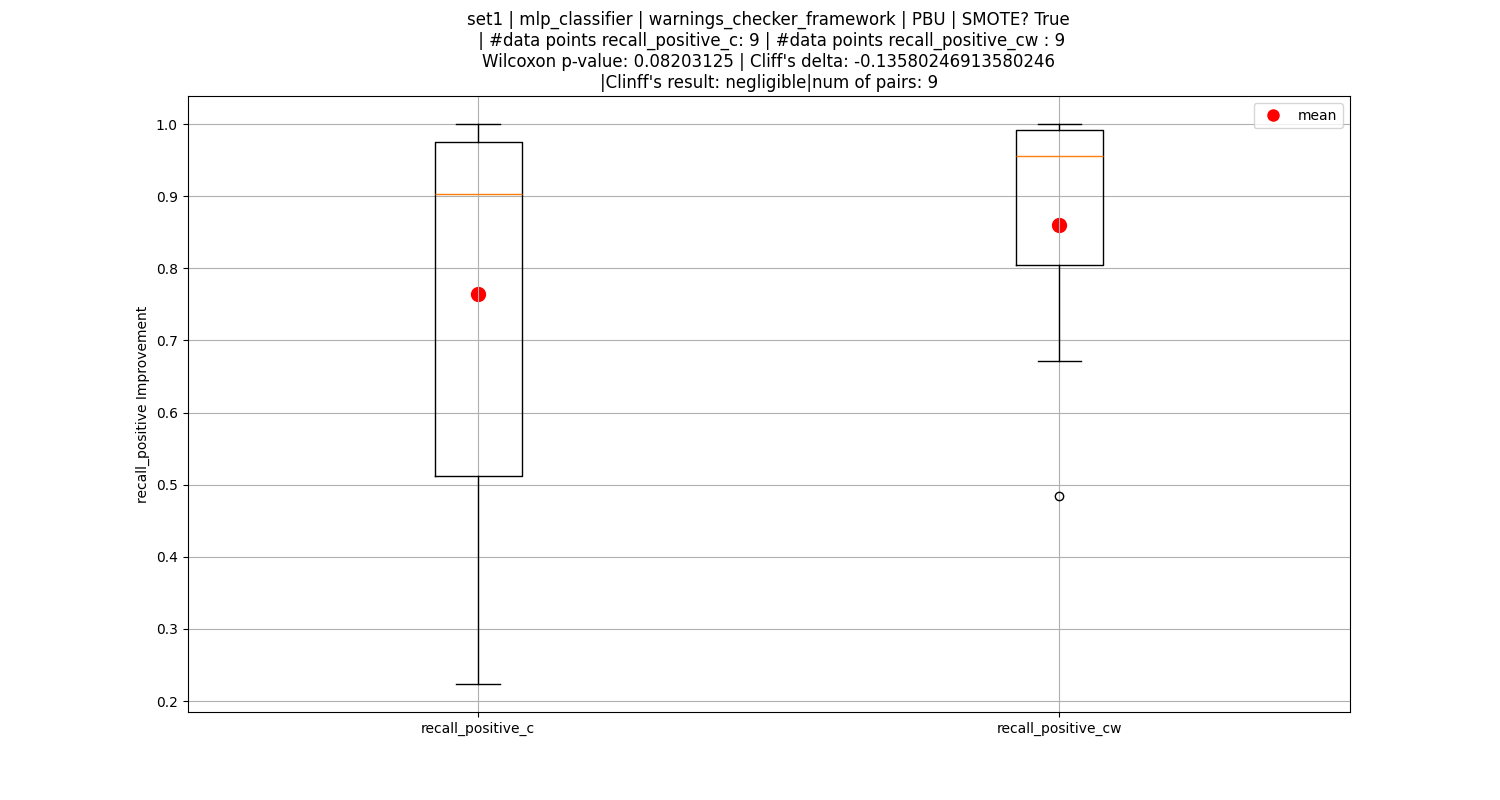 set1 | mlp_classifier | warnings_checker_framework | PBU | SMOTE? True
| #data points recall_positive_c: 9 | #data points recall_positive_cw : 9
Wilcoxon p-value: 0.08203125 | Cliff's delta: -0.13580246913580246
|Clinff's result: negligible|num of pairs: 9
mean
1.0
0.9
0.8
0.7
0.6
0.5
0.4
0.3
0.2
recall_positive Improvement
recall_positive_c
recall_positive_cw